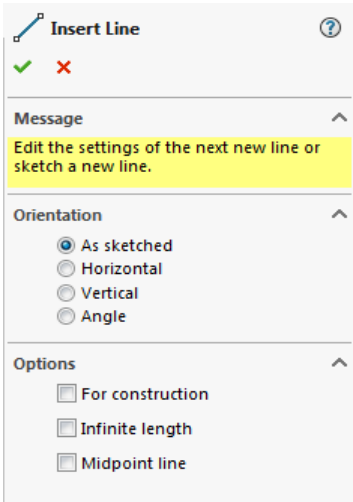 Insert Line
Message
Edit the settings of the next new line or
sketch a new line.
Orientation
As sketched
Horizontal
Vertical
Angle
Options
For construction
Infinite length
Midpoint line